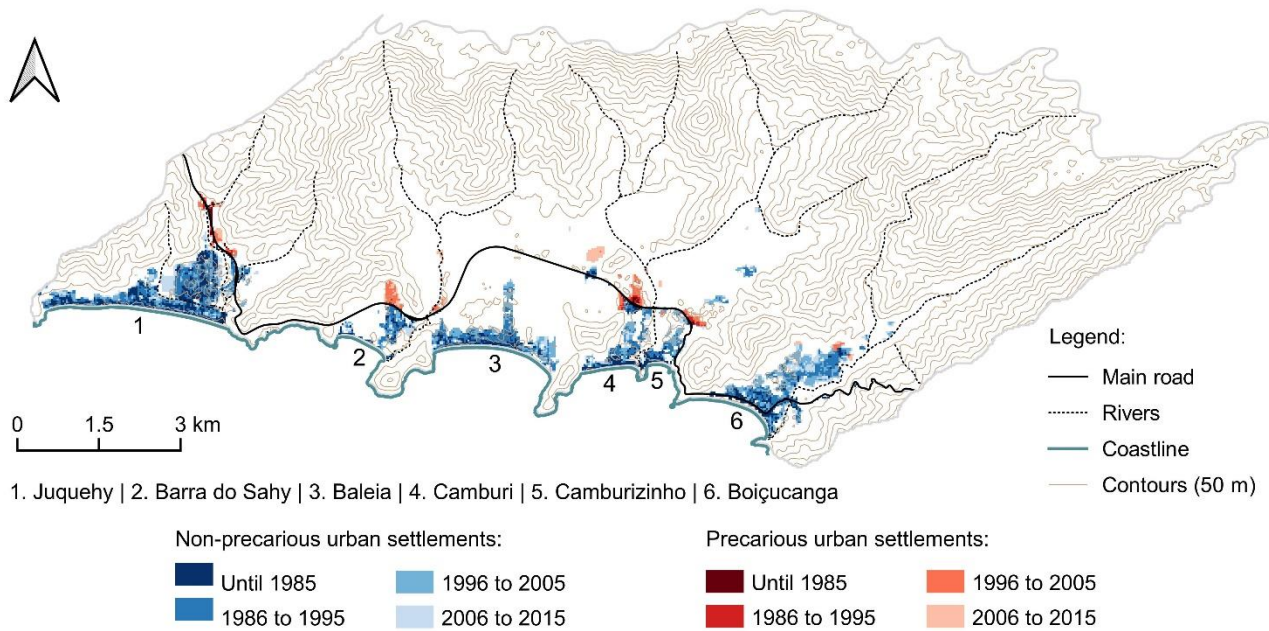 1
2
3
4
5
6
0 1.5 3 km
Legend:
Main road
Rivers
Coastline
Contours (50 m)
1. Juquehy | 2. Barra do Sahy | 3. Baleia | 4. Camburi | 5. Camburizinho | 6. Boiçucanga
Non-precarious urban settlements:
Until 1985
1986 to 1995
1996 to 2005
2006 to 2015
Precarious urban settlements:
Until 1985
1986 to 1995
1996 to 2005
2006 to 2015